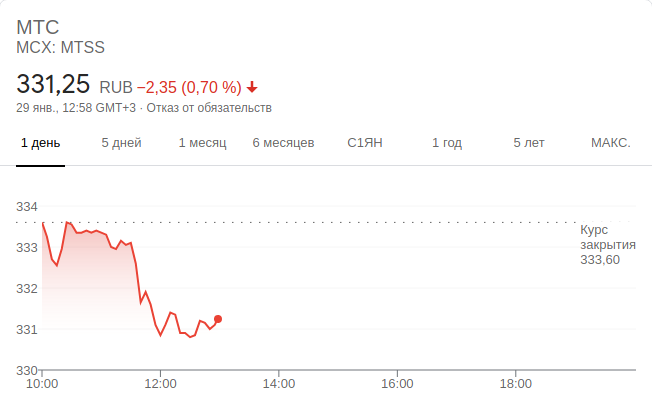 МТС
MCX: MTSS
331,25 RUB −2,35 (0,70 %)
29 янв., 12:58 GMT+3 · Отказ от обязательств
1 день 5 дней 1 месяц 6 месяцев С1ЯН 1 год 5 лет МАКС.
334
333
332
331
330
Курс
закрытия
333,60
10:00 12:00 14:00 16:00 18:00